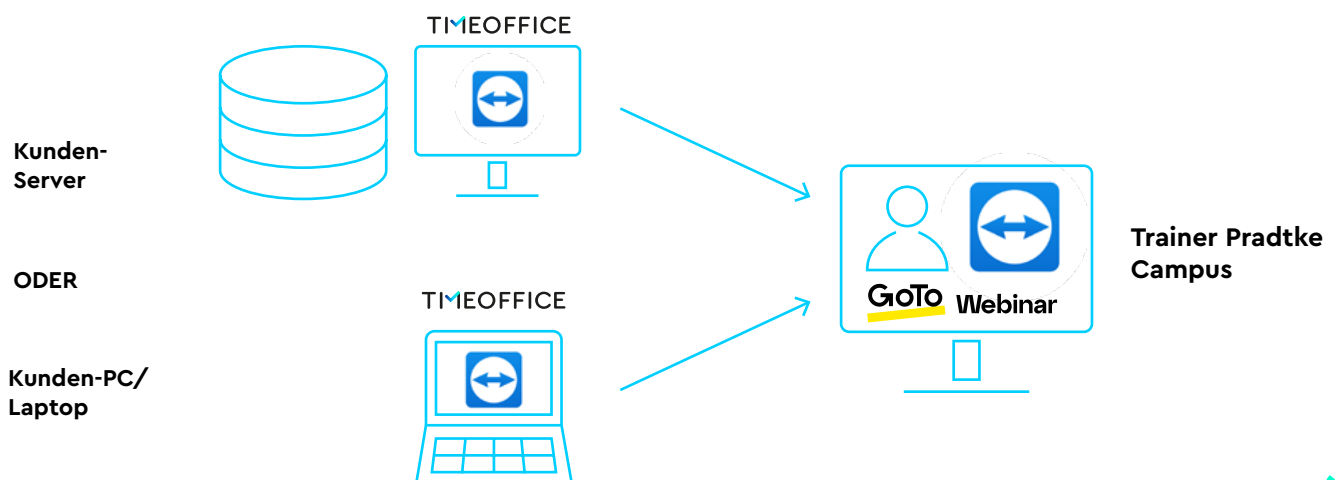 TIMEOFFICE
Kunden-
Server
ODER
TIMEOFFICE
Kunden-PC/
Laptop
GoTo Webinar
Trainer Pradtke
Campus